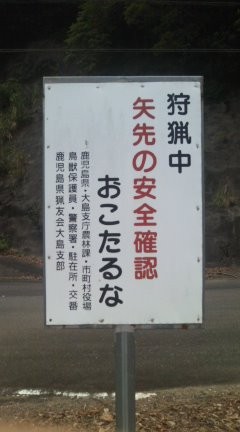 狩猟中
矢先の安全確認
おこたるな
鹿児島県・大島支庁農林課・市町村役場
鳥獣保護員・警察署・駐在所・交番
鹿児島県猟友会大島支部